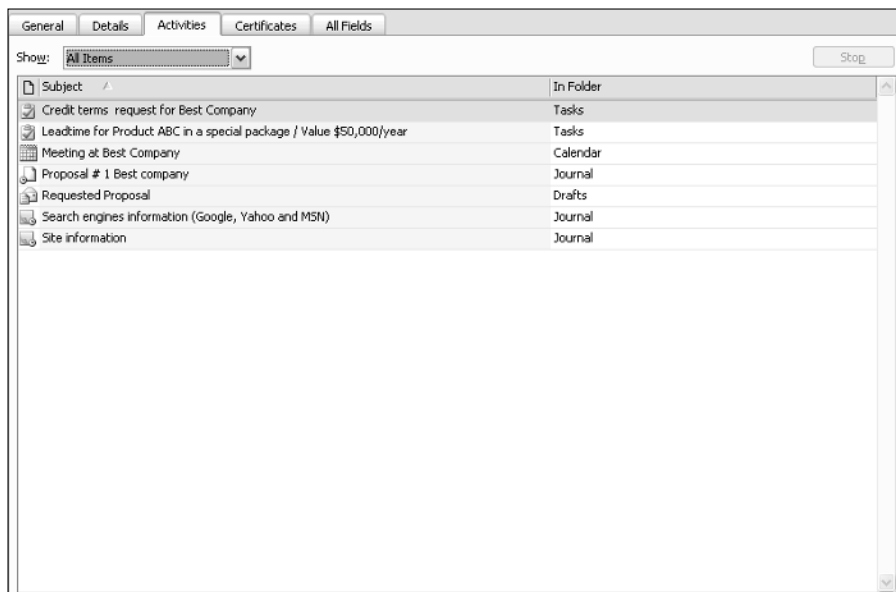 General Details Activities Certificates All Fields
Show: All Items Stop
Subject In Folder
Credit terms request for Best Company Tasks
Leadtime for Product ABC in a special package / Value $50,000/year Tasks
Meeting at Best Company Calendar
Proposal # 1 Best company Journal
Requested Proposal Drafts
Search engines information (Google, Yahoo and MSN) Journal
Site information Journal